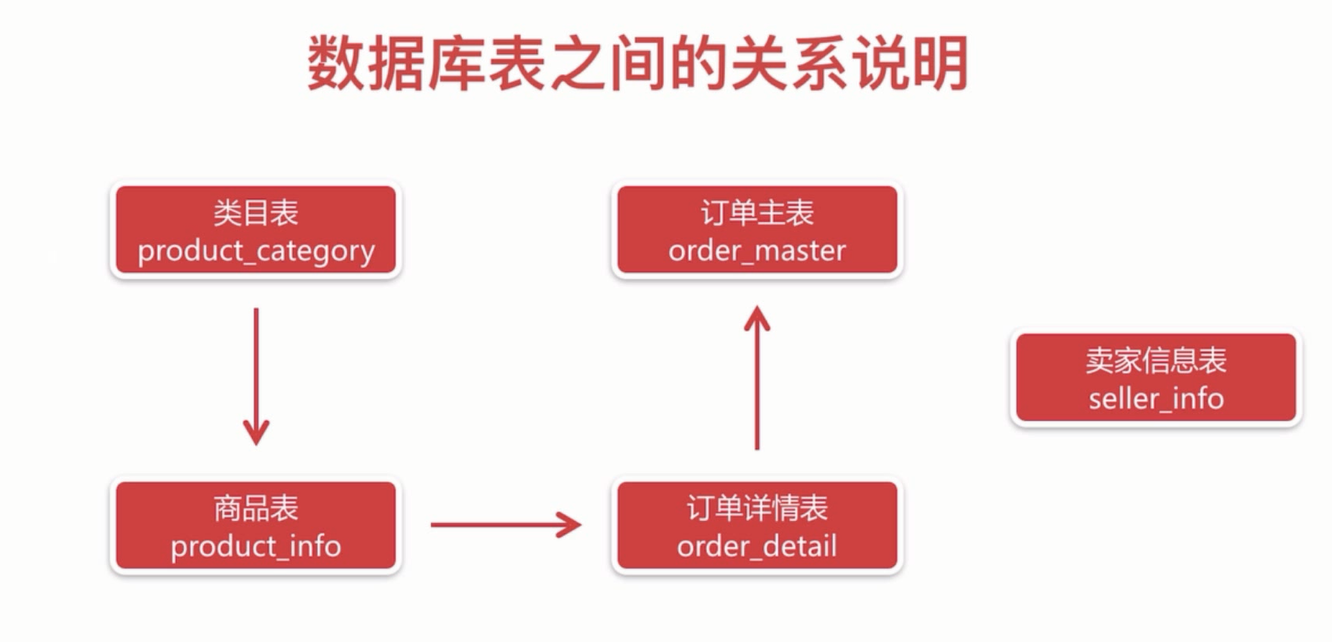 数据库表之间的关系说明
类目表
product_category
订单主表
order_master
卖家信息表
seller_info
商品表
product_info
订单详情表
order_detail